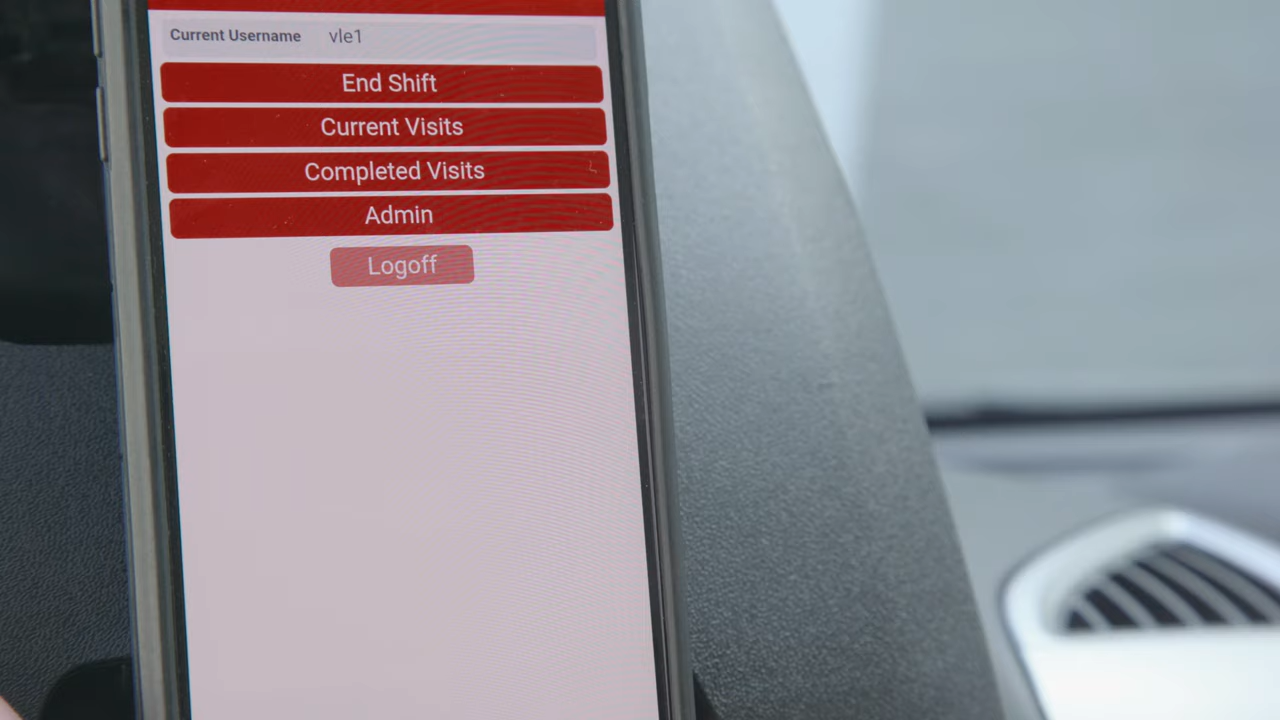 Current Username vle1
End Shift
Current Visits
Completed Visits
Admin
Logoff